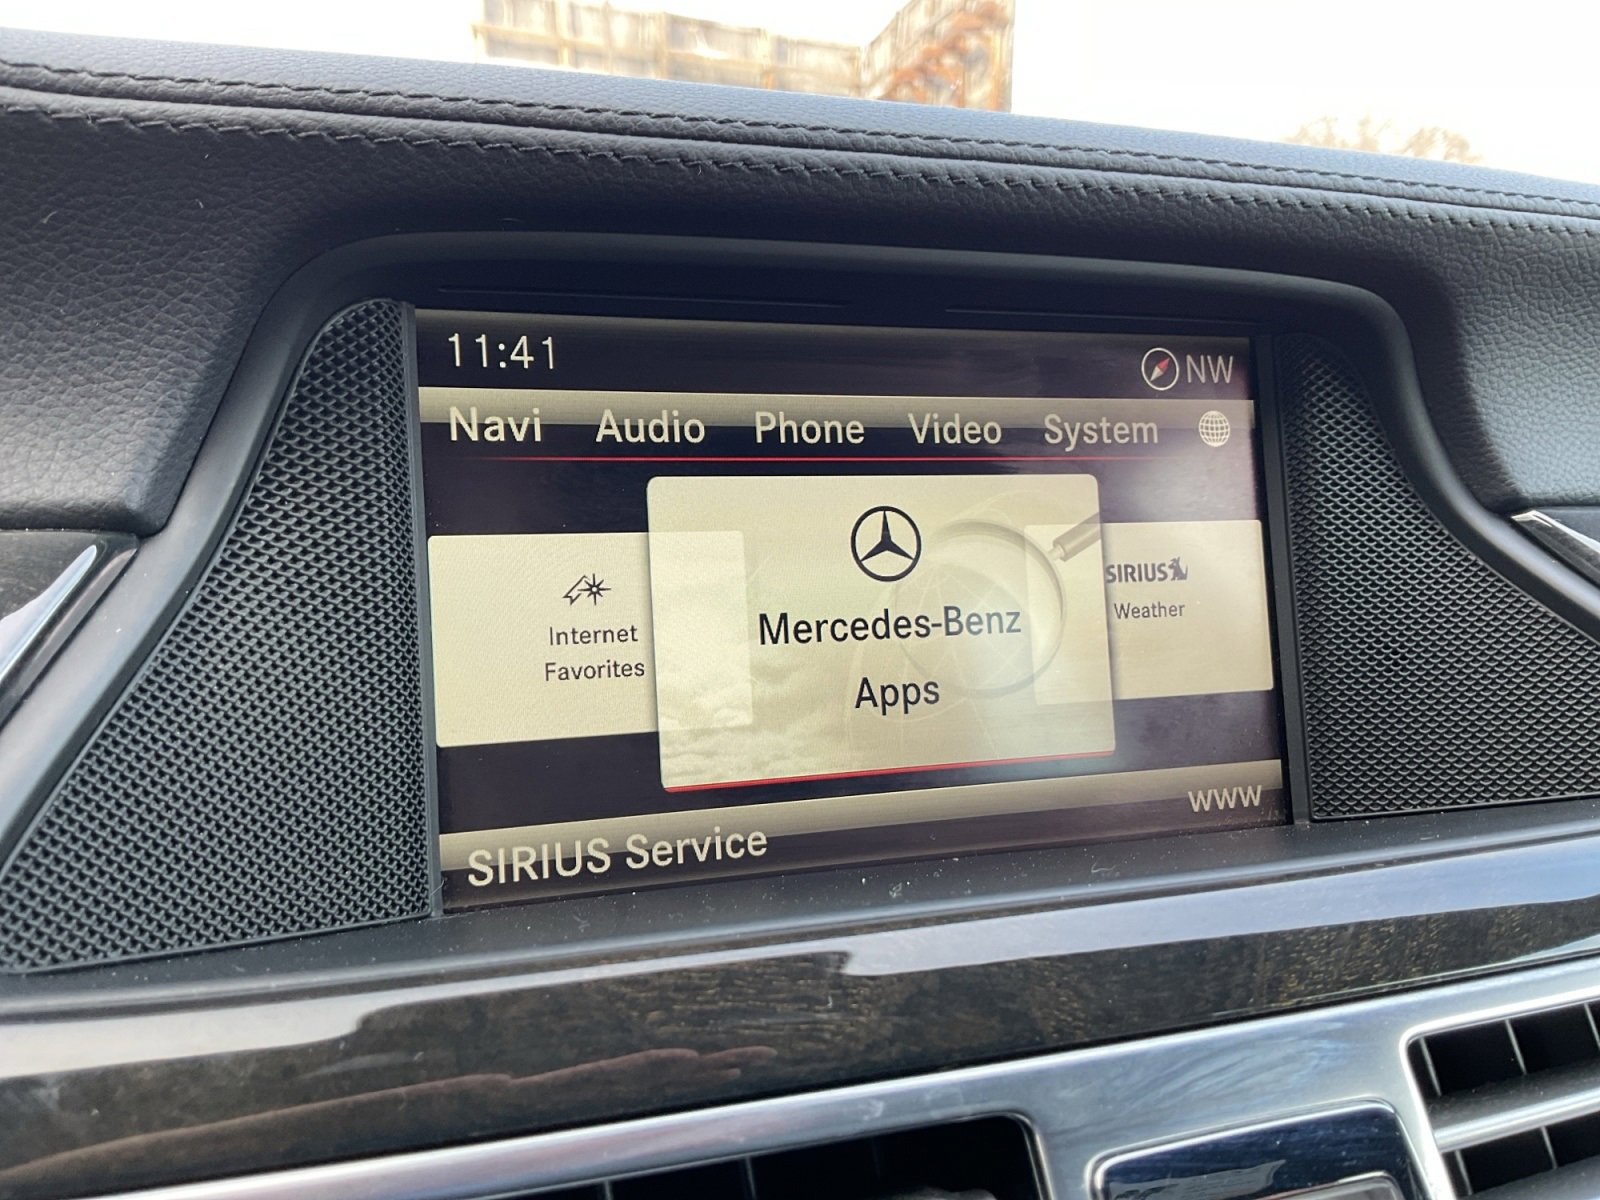 11:41
NW
Navi Audio Phone Video System
Internet
Favorites
Mercedes-Benz
Apps
SIRIUS
Weather
www
SIRIUS Service